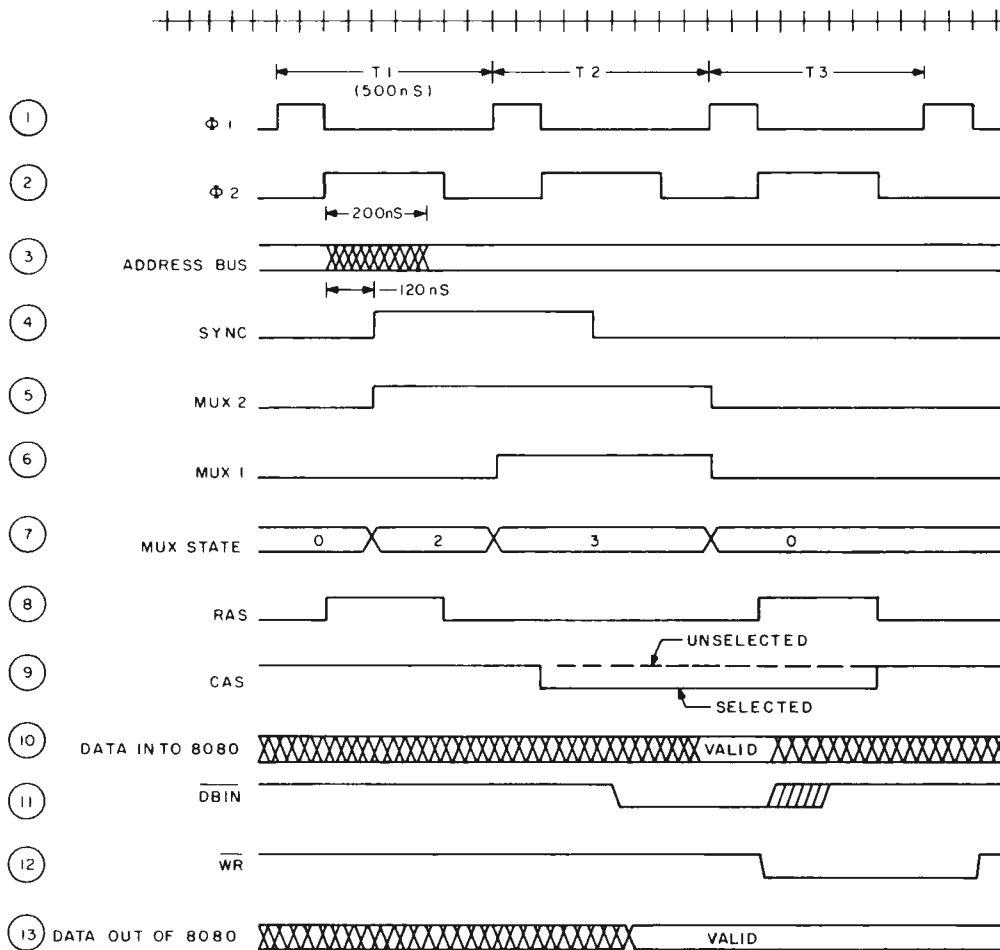 T1 T2 T3
(500nS)
1 Φ1
2 Φ2
200nS
3 ADDRESS BUS
120nS
4 SYNC
5 MUX 2
6 MUX 1
7 MUX STATE 0 2 3 0
8 RAS
UNSELECTED
9 CAS
SELECTED
10 DATA INTO 8080 VALID
11 DBIN
12 WR
13 DATA OUT OF 8080 VALID